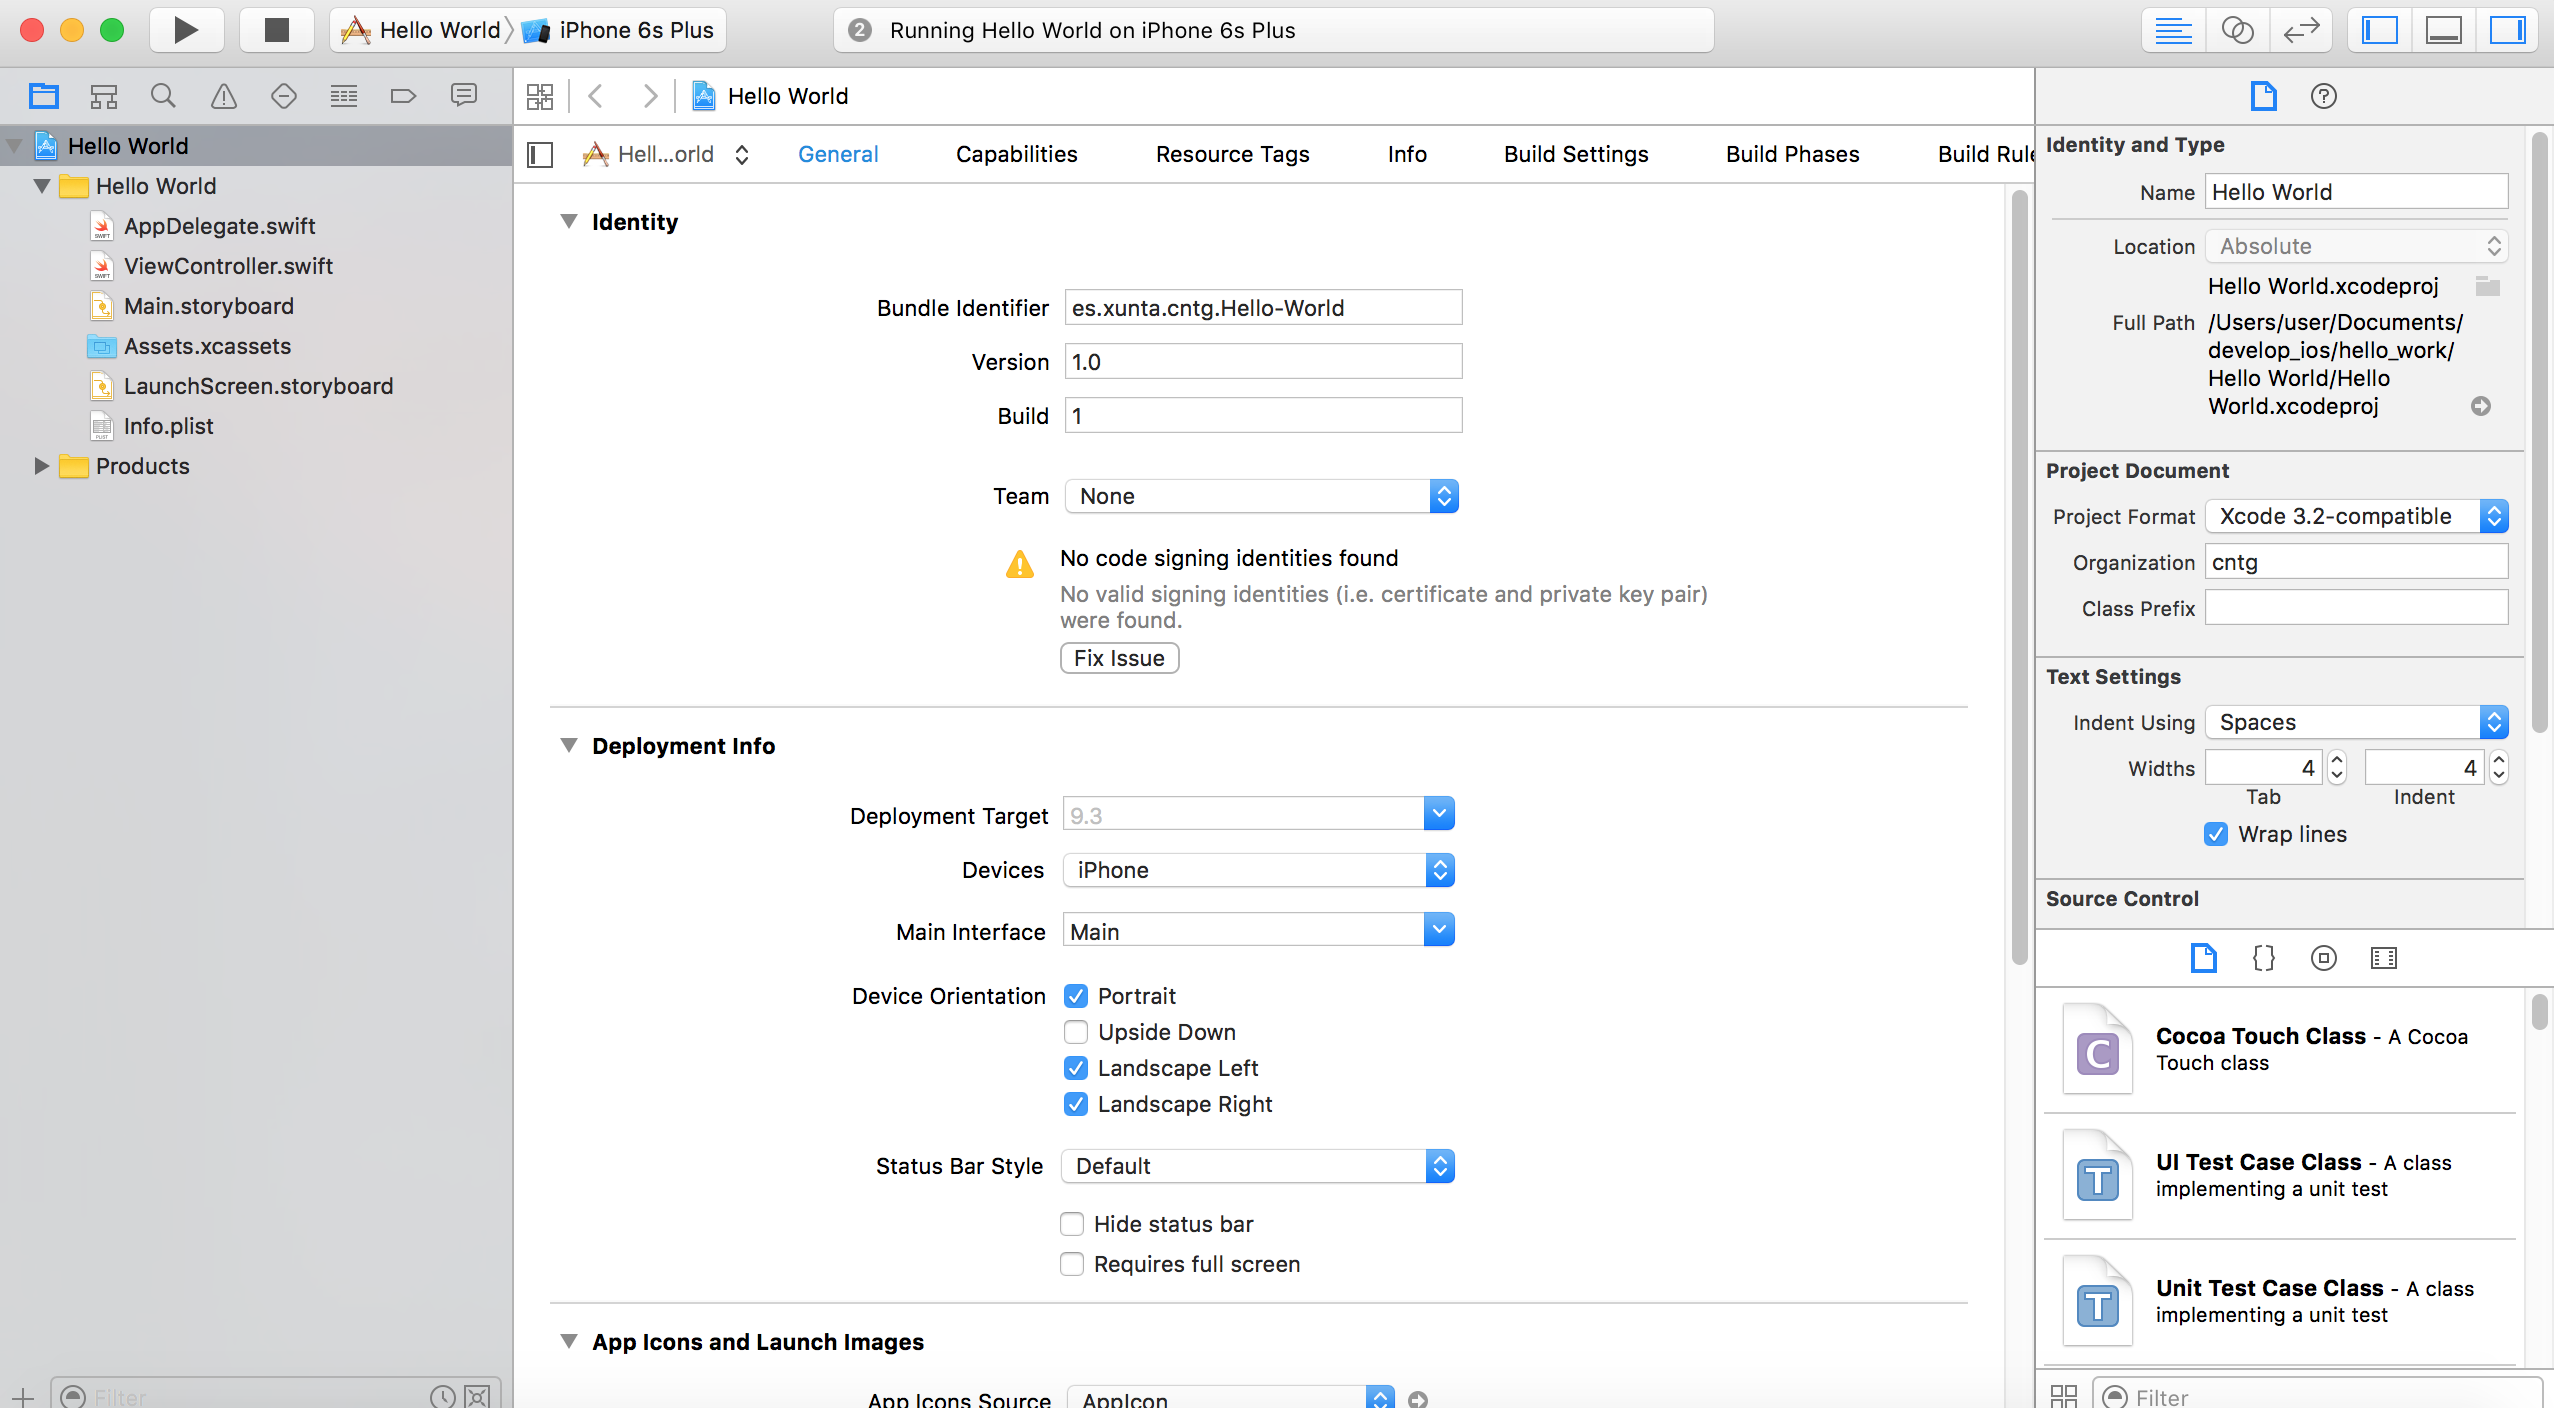 Hello World
iPhone 6s Plus
2
Running Hello World on iPhone 6s Plus
Hello World
Hello World
AppDelegate.swift
ViewController.swift
Main.storyboard
Assets.xcassets
LaunchScreen.storyboard
Info.plist
Products
Filter
Hello World
Hell...orld
General
Capabilities
Resource Tags
Info
Build Settings
Build Phases
Build Rule
Identity
Bundle Identifier
es.xunta.cntg.Hello-World
Version
1.0
Build
1
Team
None
No code signing identities found
No valid signing identities (i.e. certificate and private key pair)
were found.
Fix Issue
Deployment Info
Deployment Target
9.3
Devices
iPhone
Main Interface
Main
Device Orientation
Portrait
Upside Down
Landscape Left
Landscape Right
Status Bar Style
Default
Hide status bar
Requires full screen
App Icons and Launch Images
App Icons Source
AppIcon
Identity and Type
Name
Hello World
Location
Absolute
Hello World.xcodeproj
Full Path
/Users/user/Documents/
develop_ios/hello_work/
Hello World/Hello
World.xcodeproj
Project Document
Project Format
Xcode 3.2-compatible
Organization
cntg
Class Prefix
Text Settings
Indent Using
Spaces
Widths
4
4
Tab
Indent
Wrap lines
Source Control
Cocoa Touch Class - A Cocoa
Touch class
UI Test Case Class - A class
implementing a unit test
Unit Test Case Class - A class
implementing a unit test
Filter